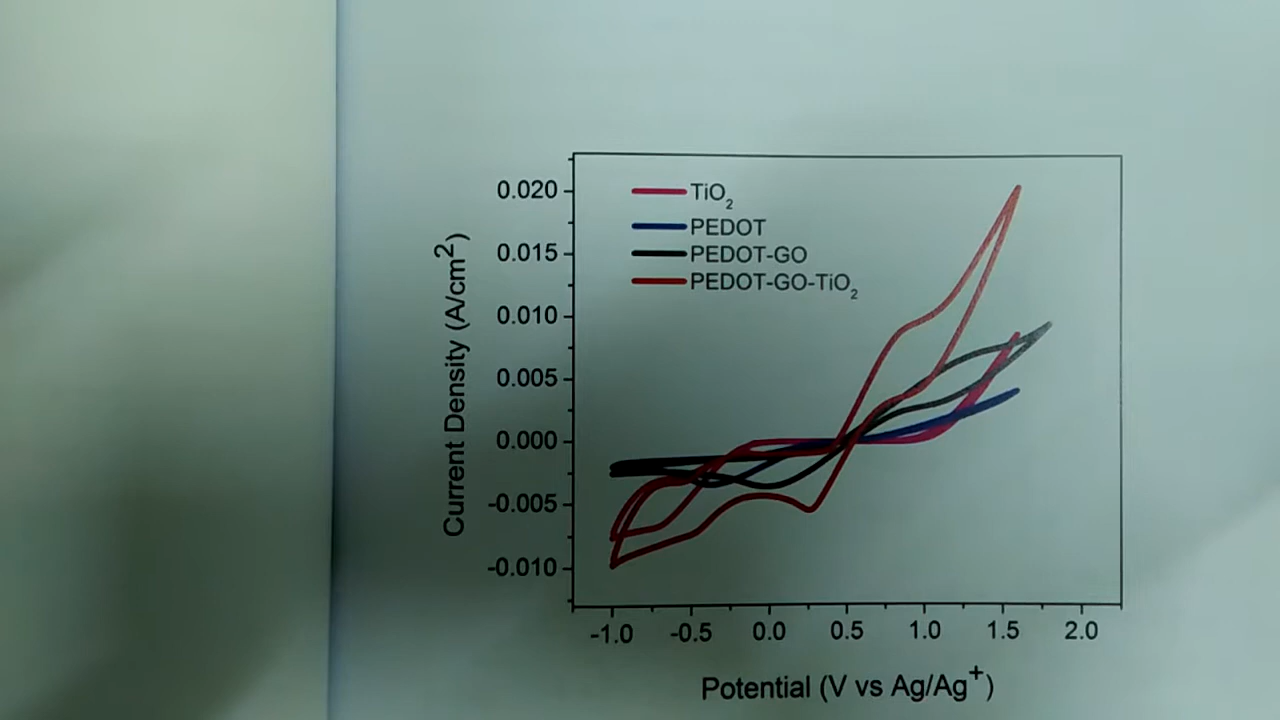 0.020
0.015
0.010
0.005
0.000
-0.005
-0.010
Current Density (A/cm²)
TiO₂
PEDOT
PEDOT-GO
PEDOT-GO-TiO₂
-1.0 -0.5 0.0 0.5 1.0 1.5 2.0
Potential (V vs Ag/Ag⁺)